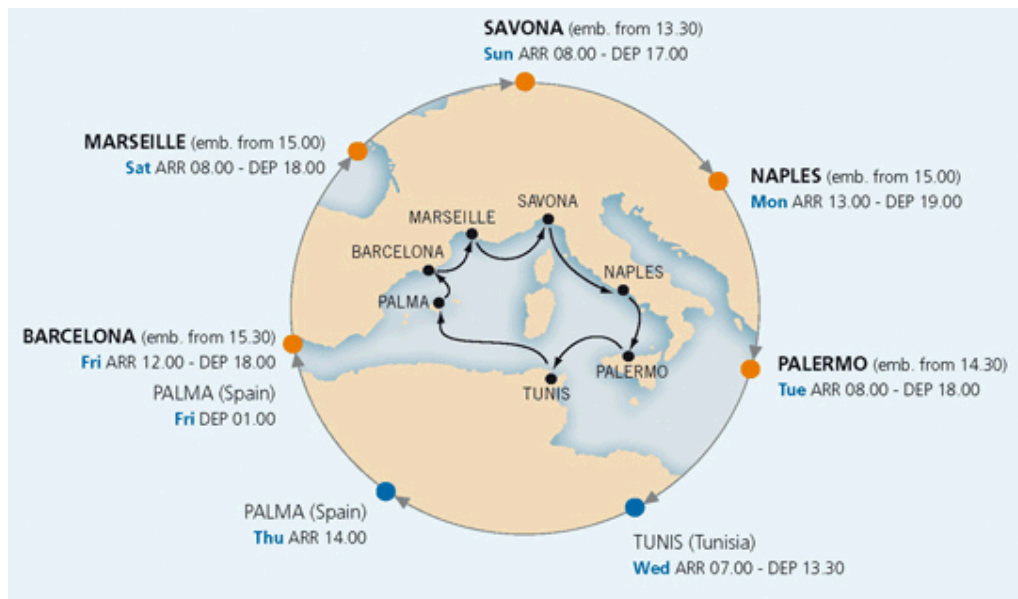 SAVONA (emb. from 13.30)
Sun ARR 08.00 - DEP 17.00
MARSEILLE (emb. from 15.00)
Sat ARR 08.00 - DEP 18.00
NAPLES (emb. from 15.00)
Mon ARR 13.00 - DEP 19.00
SAVONA
MARSEILLE
BARCELONA
NAPLES
PALMA
PALERMO
TUNIS
BARCELONA (emb. from 15.30)
Fri ARR 12.00 - DEP 18.00
PALMA (Spain)
Fri DEP 01.00
PALERMO (emb. from 14.30)
Tue ARR 08.00 - DEP 18.00
PALMA (Spain)
Thu ARR 14.00
TUNIS (Tunisia)
Wed ARR 07.00 - DEP 13.30